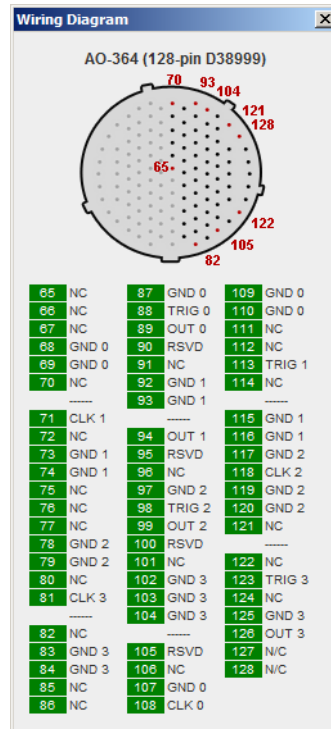 Wiring Diagram
AO-364 (128-pin D38999)
70
93
104
121
128
65
122
105
82
65 NC
66 NC
67 NC
68 GND 0
69 GND 0
70 NC
------
71 CLK 1
72 NC
73 GND 1
74 GND 1
75 NC
76 NC
77 NC
78 GND 2
79 GND 2
80 NC
81 CLK 3
------
82 NC
83 GND 3
84 GND 3
85 NC
86 NC
87 GND 0
88 TRIG 0
89 OUT 0
90 RSVD
91 NC
92 GND 1
93 GND 1
------
94 OUT 1
95 RSVD
96 NC
97 GND 2
98 TRIG 2
99 OUT 2
100 RSVD
101 NC
102 GND 3
103 GND 3
104 GND 3
------
105 RSVD
106 NC
107 GND 0
108 CLK 0
109 GND 0
110 GND 0
111 NC
112 NC
113 TRIG 1
114 NC
------
115 GND 1
116 GND 1
117 GND 2
118 CLK 2
119 GND 2
120 GND 2
121 NC
------
122 NC
123 TRIG 3
124 NC
125 GND 3
126 OUT 3
127 N/C
128 N/C